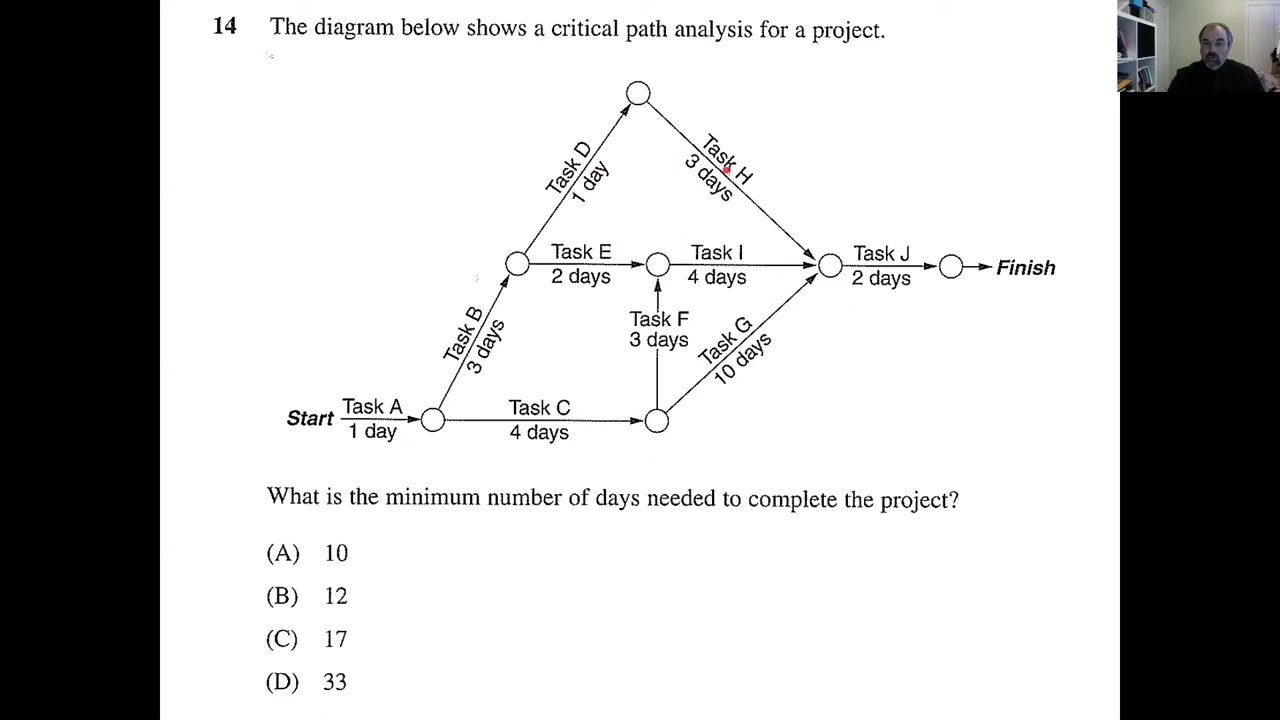 14 The diagram below shows a critical path analysis for a project.
Task D
1 day
Task H
3 days
Task E
2 days
Task I
4 days
Task J
2 days
Finish
Task B
3 days
Task F
3 days
Task G
10 days
Start
Task A
1 day
Task C
4 days
What is the minimum number of days needed to complete the project?
(A) 10
(B) 12
(C) 17
(D) 33